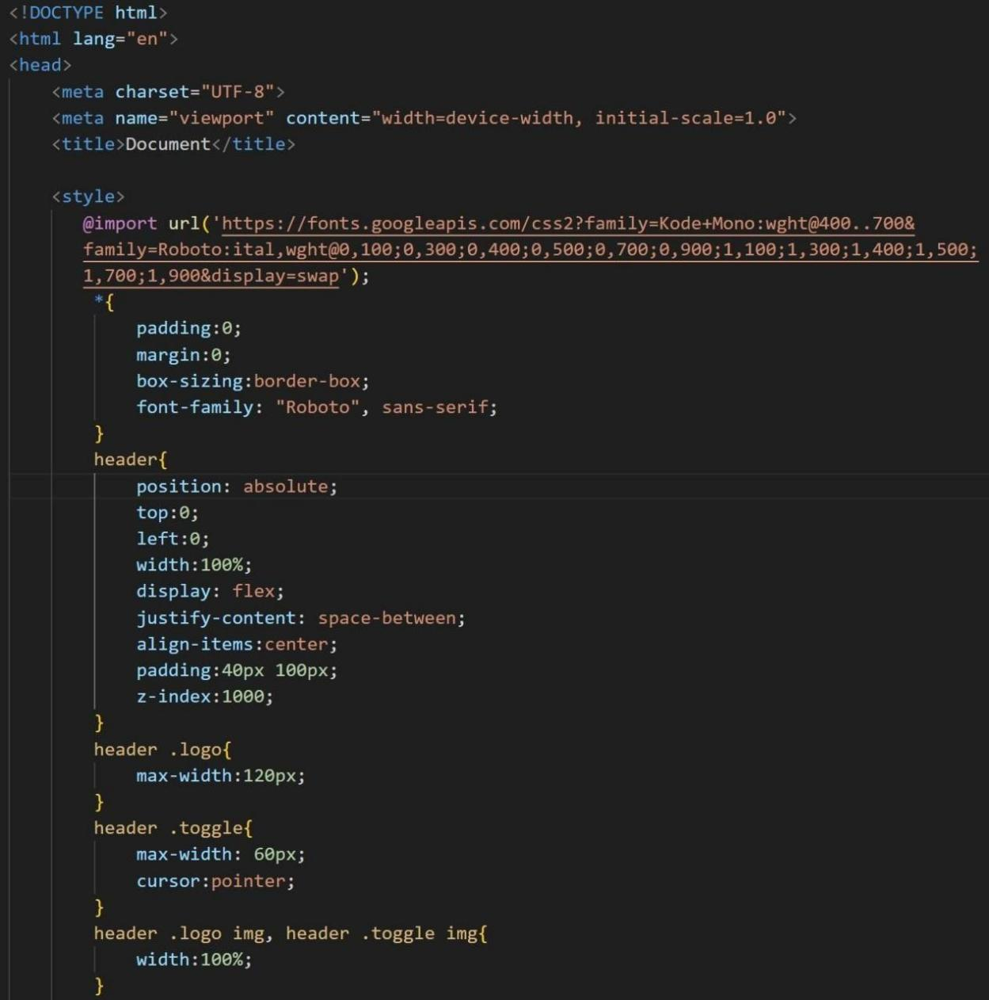 <!DOCTYPE html>
<html lang="en">
<head>
    <meta charset="UTF-8">
    <meta name="viewport" content="width=device-width, initial-scale=1.0">
    <title>Document</title>

    <style>
       @import url('https://fonts.googleapis.com/css2?family=Kode+Mono:wght@400..700&
       family=Roboto:ital,wght@0,100;0,300;0,400;0,500;0,700;0,900;1,100;1,300;1,400;1,500;
       1,700;1,900&display=swap');
        *{
            padding:0;
            margin:0;
            box-sizing:border-box;
            font-family: "Roboto", sans-serif;
        }
        header{
            position: absolute;
            top:0;
            left:0;
            width:100%;
            display: flex;
            justify-content: space-between;
            align-items:center;
            padding:40px 100px;
            z-index:1000;
        }
        header .logo{
            max-width:120px;
        }
        header .toggle{
            max-width: 60px;
            cursor:pointer;
        }
        header .logo img, header .toggle img{
            width:100%;
        }